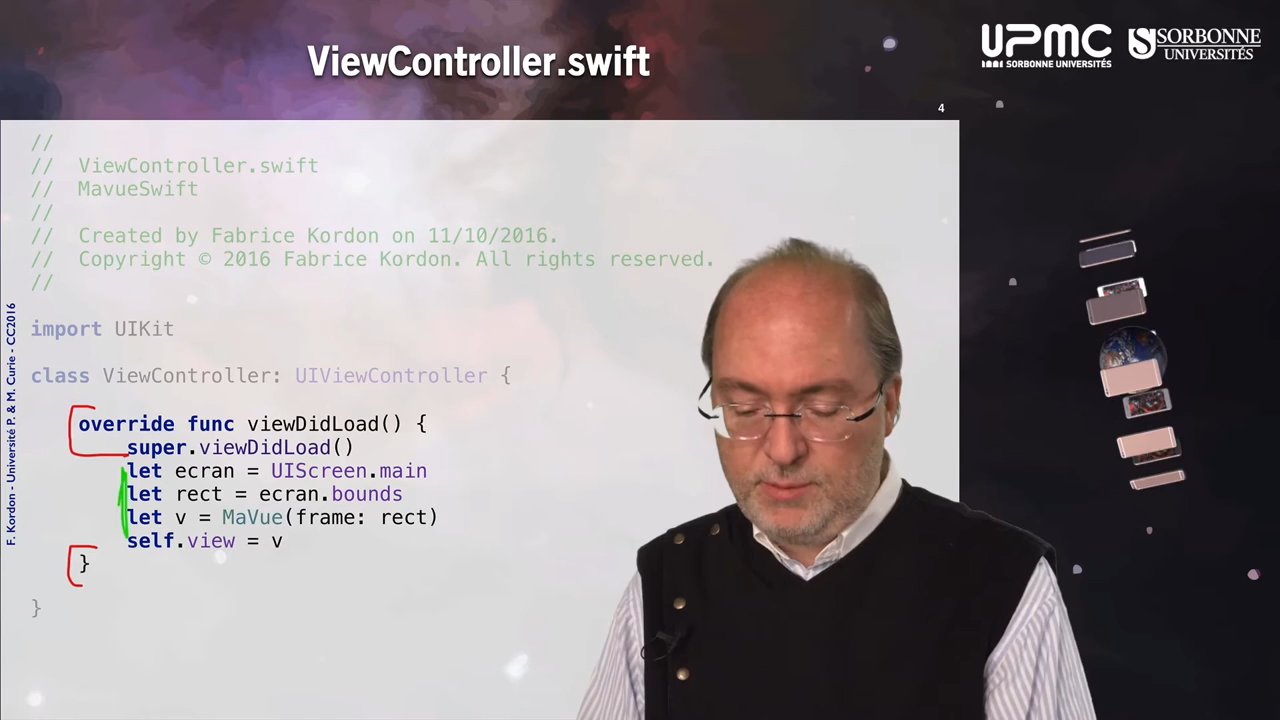 ViewController.swift
UPMC
SORBONNE UNIVERSITÉS
SORBONNE
UNIVERSITÉS
4
//
//  ViewController.swift
//  MavueSwift
//
//  Created by Fabrice Kordon on 11/10/2016.
//  Copyright © 2016 Fabrice Kordon. All rights reserved.
//
import UIKit
class ViewController: UIViewController {
    override func viewDidLoad() {
        super.viewDidLoad()
        let ecran = UIScreen.main
        let rect = ecran.bounds
        let v = MaVue(frame: rect)
        self.view = v
    }
}
F. Kordon - Université P. & M. Curie - CC2016